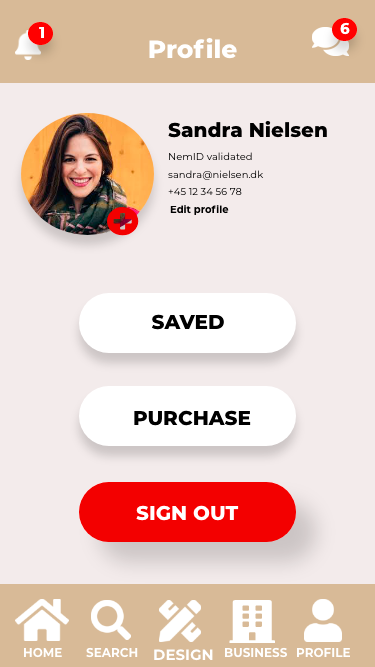 1
6
Profile
Sandra Nielsen
NemID validated
sandra@nielsen.dk
+45 12 34 56 78
Edit profile
SAVED
PURCHASE
SIGN OUT
HOME SEARCH DESIGN BUSINESS PROFILE